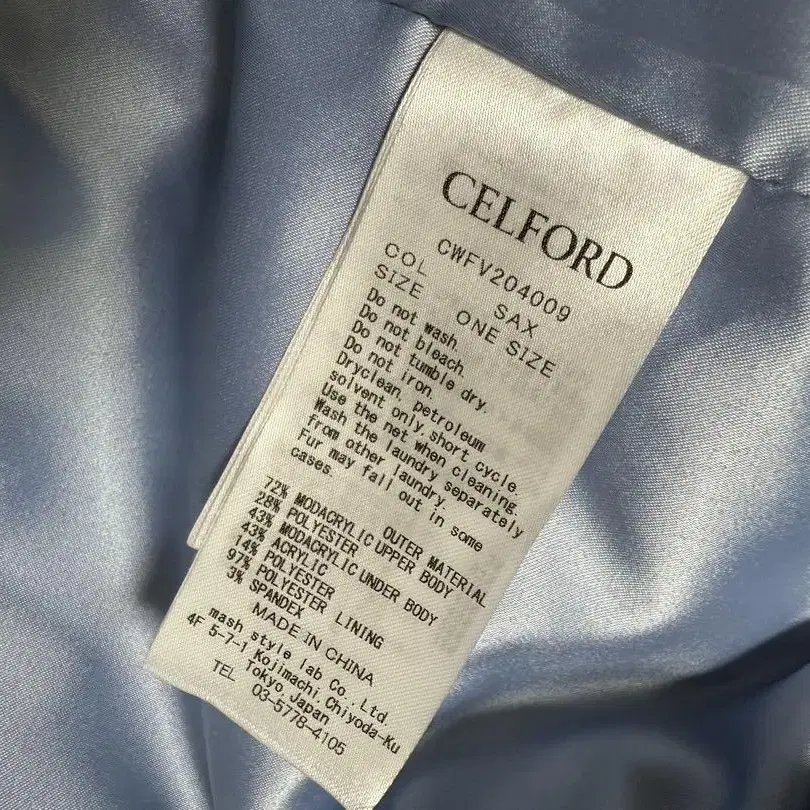 CELFORD
CWFV204009
COL SAX
SIZE ONE SIZE
Do not wash.
Do not bleach.
Do not tumble dry.
Do not iron.
Dryclean, petroleum
solvent only,short cycle.
Use the net when cleaning.
Wash the laundry separately
from other laundry.
Fur may fall out in some
cases.
OUTER MATERIAL
72% MODACRYLIC UPPER BODY
28% POLYESTER
43% MODACRYLIC UNDER BODY
43% ACRYLIC
14% POLYESTER
97% POLYESTER LINING
3% SPANDEX
MADE IN CHINA
mash style lab Co., Ltd.
4F 5-7-1 Kojimachi,Chiyoda-Ku
Tokyo,Japan
TEL 03-5778-4105